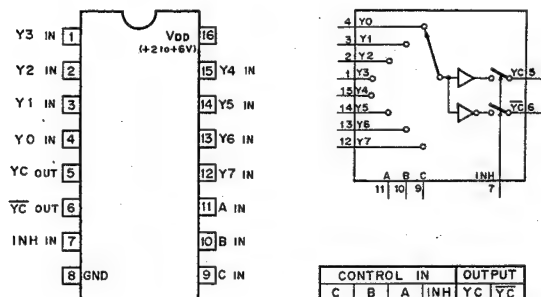 Y3 IN 1
Y2 IN 2
Y1 IN 3
Y0 IN 4
YC OUT 5
Y̅C̅ OUT 6
INH IN 7
8 GND
VDD 16
(+2 to+6V)
15 Y4 IN
14 Y5 IN
13 Y6 IN
12 Y7 IN
11 A IN
10 B IN
9 C IN
4 Y0
3 Y1
2 Y2
1 Y3
15 Y4
14 Y5
13 Y6
12 Y7
YC 5
Y̅C̅ 6
A B C INH
11 10 9 7
CONTROL IN OUTPUT
C B A INH YC Y̅C̅